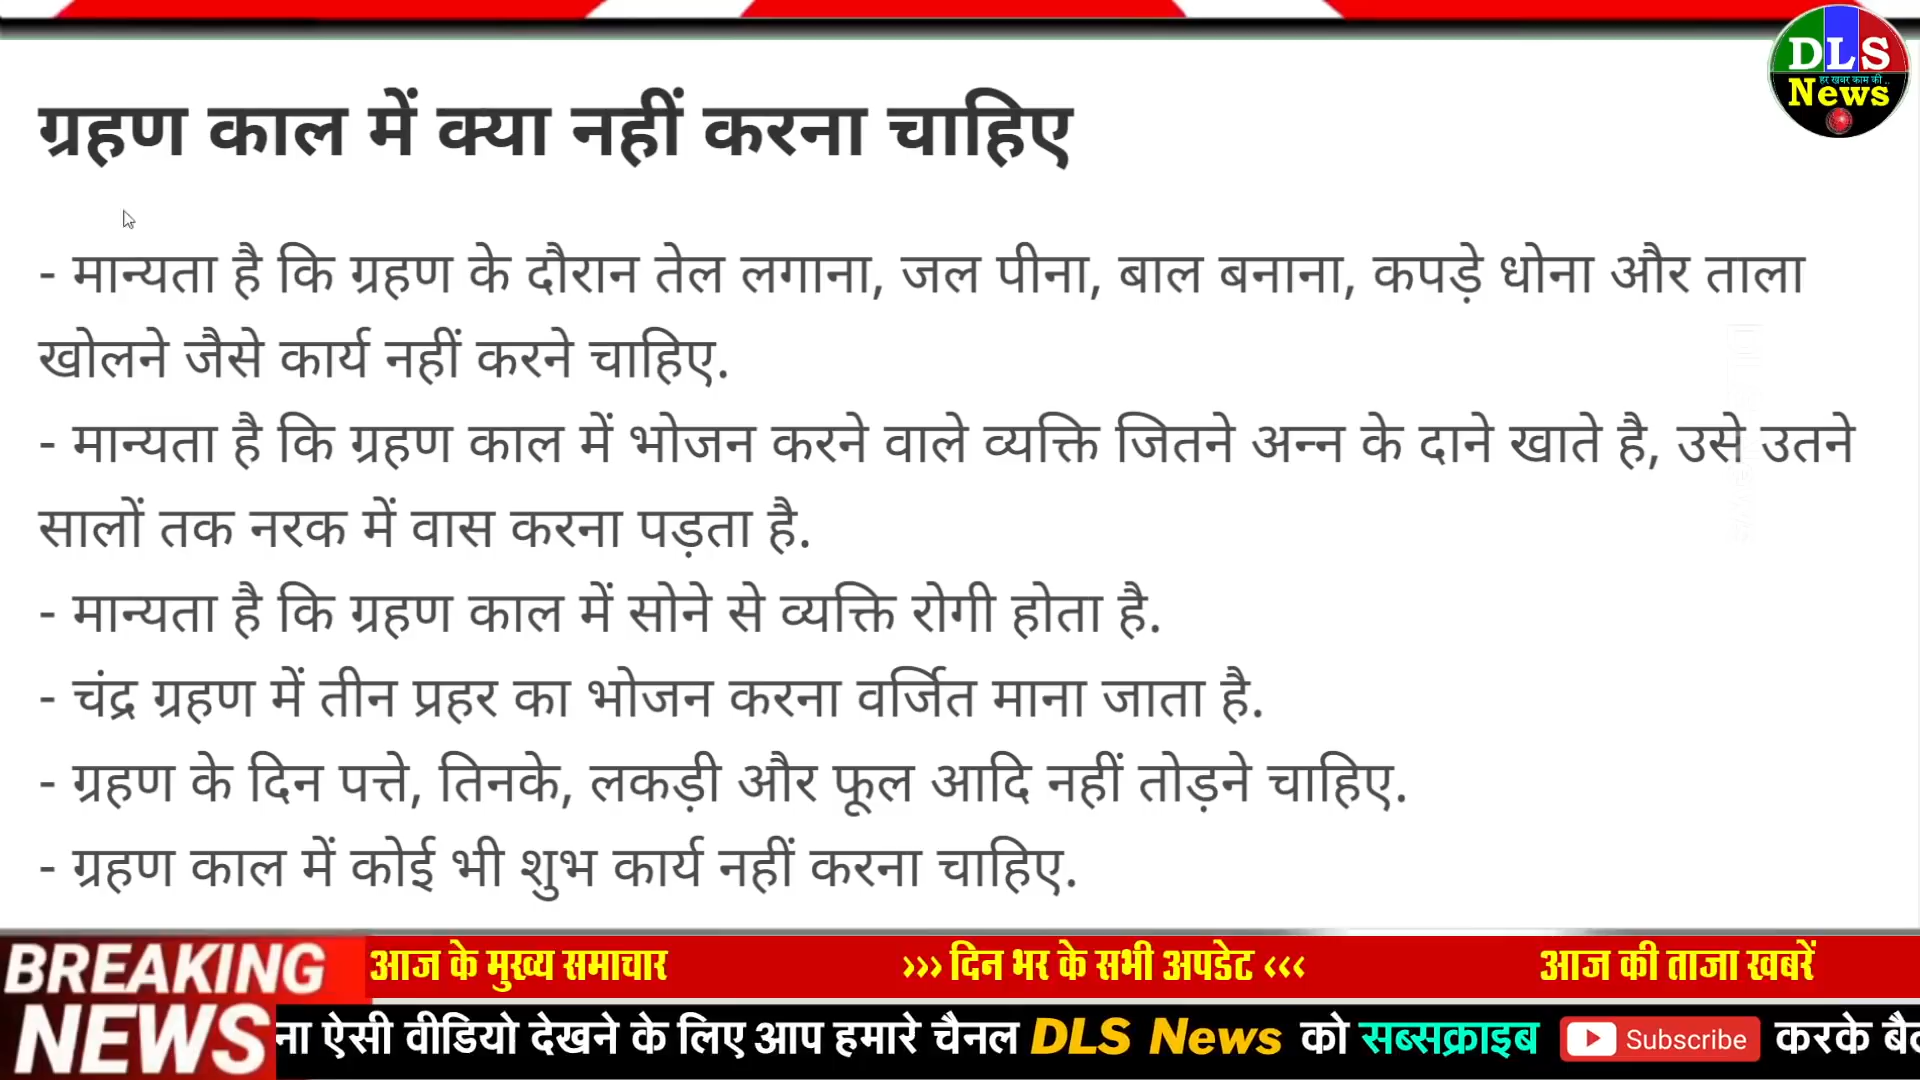 DLS
हर खबर काम की ..
News
ग्रहण काल में क्या नहीं करना चाहिए
- मान्यता है कि ग्रहण के दौरान तेल लगाना, जल पीना, बाल बनाना, कपड़े धोना और ताला
खोलने जैसे कार्य नहीं करने चाहिए.
- मान्यता है कि ग्रहण काल में भोजन करने वाले व्यक्ति जितने अन्न के दाने खाते है, उसे उतने
सालों तक नरक में वास करना पड़ता है.
- मान्यता है कि ग्रहण काल में सोने से व्यक्ति रोगी होता है.
- चंद्र ग्रहण में तीन प्रहर का भोजन करना वर्जित माना जाता है.
- ग्रहण के दिन पत्ते, तिनके, लकड़ी और फूल आदि नहीं तोड़ने चाहिए.
- ग्रहण काल में कोई भी शुभ कार्य नहीं करना चाहिए.
BREAKING NEWS
आज के मुख्य समाचार >>> दिन भर के सभी अपडेट <<< आज की ताजा खबरें
ना ऐसी वीडियो देखने के लिए आप हमारे चैनल DLS News को सब्सक्राइब Subscribe करके